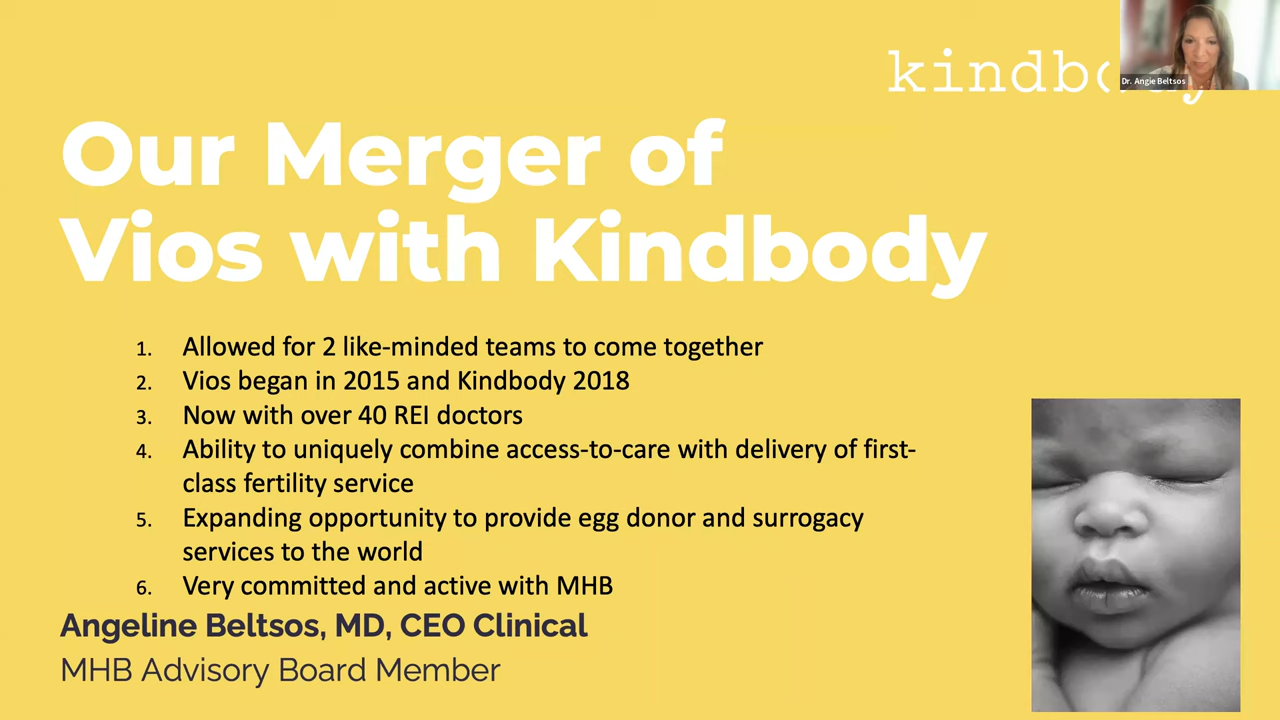 kindb
Dr. Angie Beltsos
Our Merger of
Vios with Kindbody
1. Allowed for 2 like-minded teams to come together
2. Vios began in 2015 and Kindbody 2018
3. Now with over 40 REI doctors
4. Ability to uniquely combine access-to-care with delivery of first-
class fertility service
5. Expanding opportunity to provide egg donor and surrogacy
services to the world
6. Very committed and active with MHB
Angeline Beltsos, MD, CEO Clinical
MHB Advisory Board Member